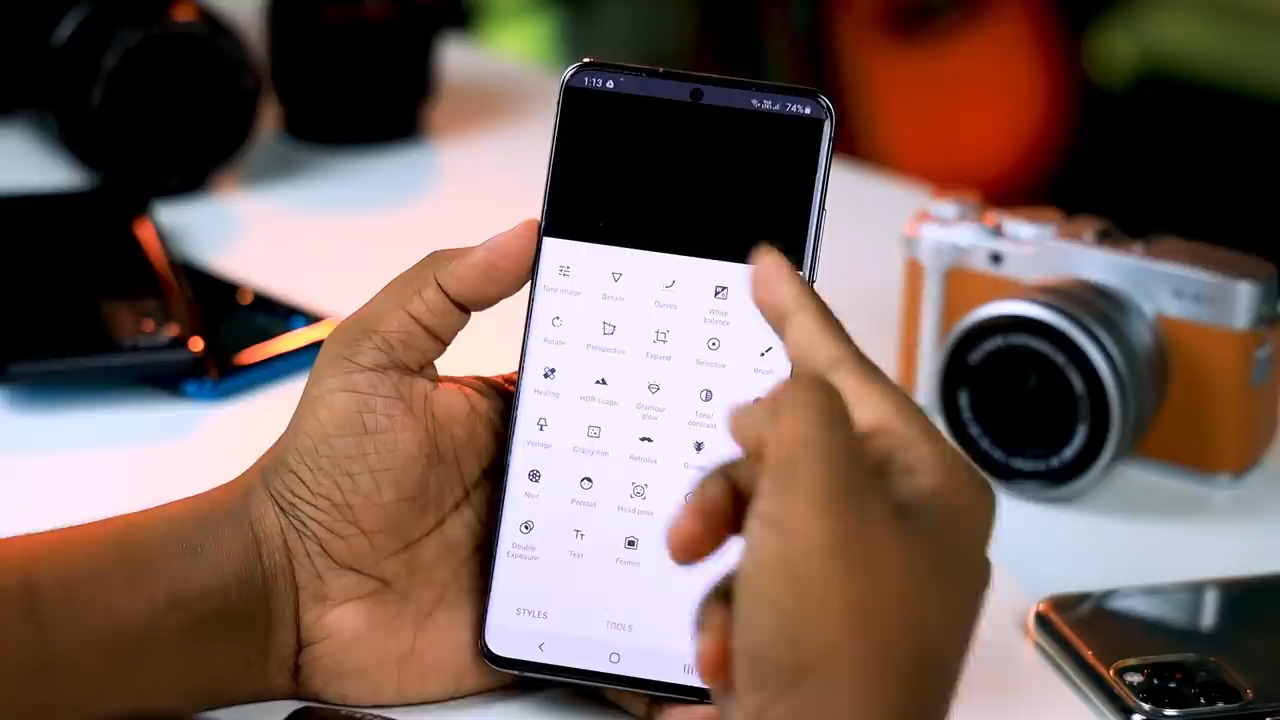 1:13
74%
Tune Image
Details
Curves
White
balance
Rotate
Perspective
Expand
Selective
Brush
Healing
HDR-scape
Glamour
glow
Tonal
contrast
Vintage
Grainy film
Retrolux
Noir
Portrait
Head pose
Double
Exposure
Tt
Text
Frames
STYLES
TOOLS